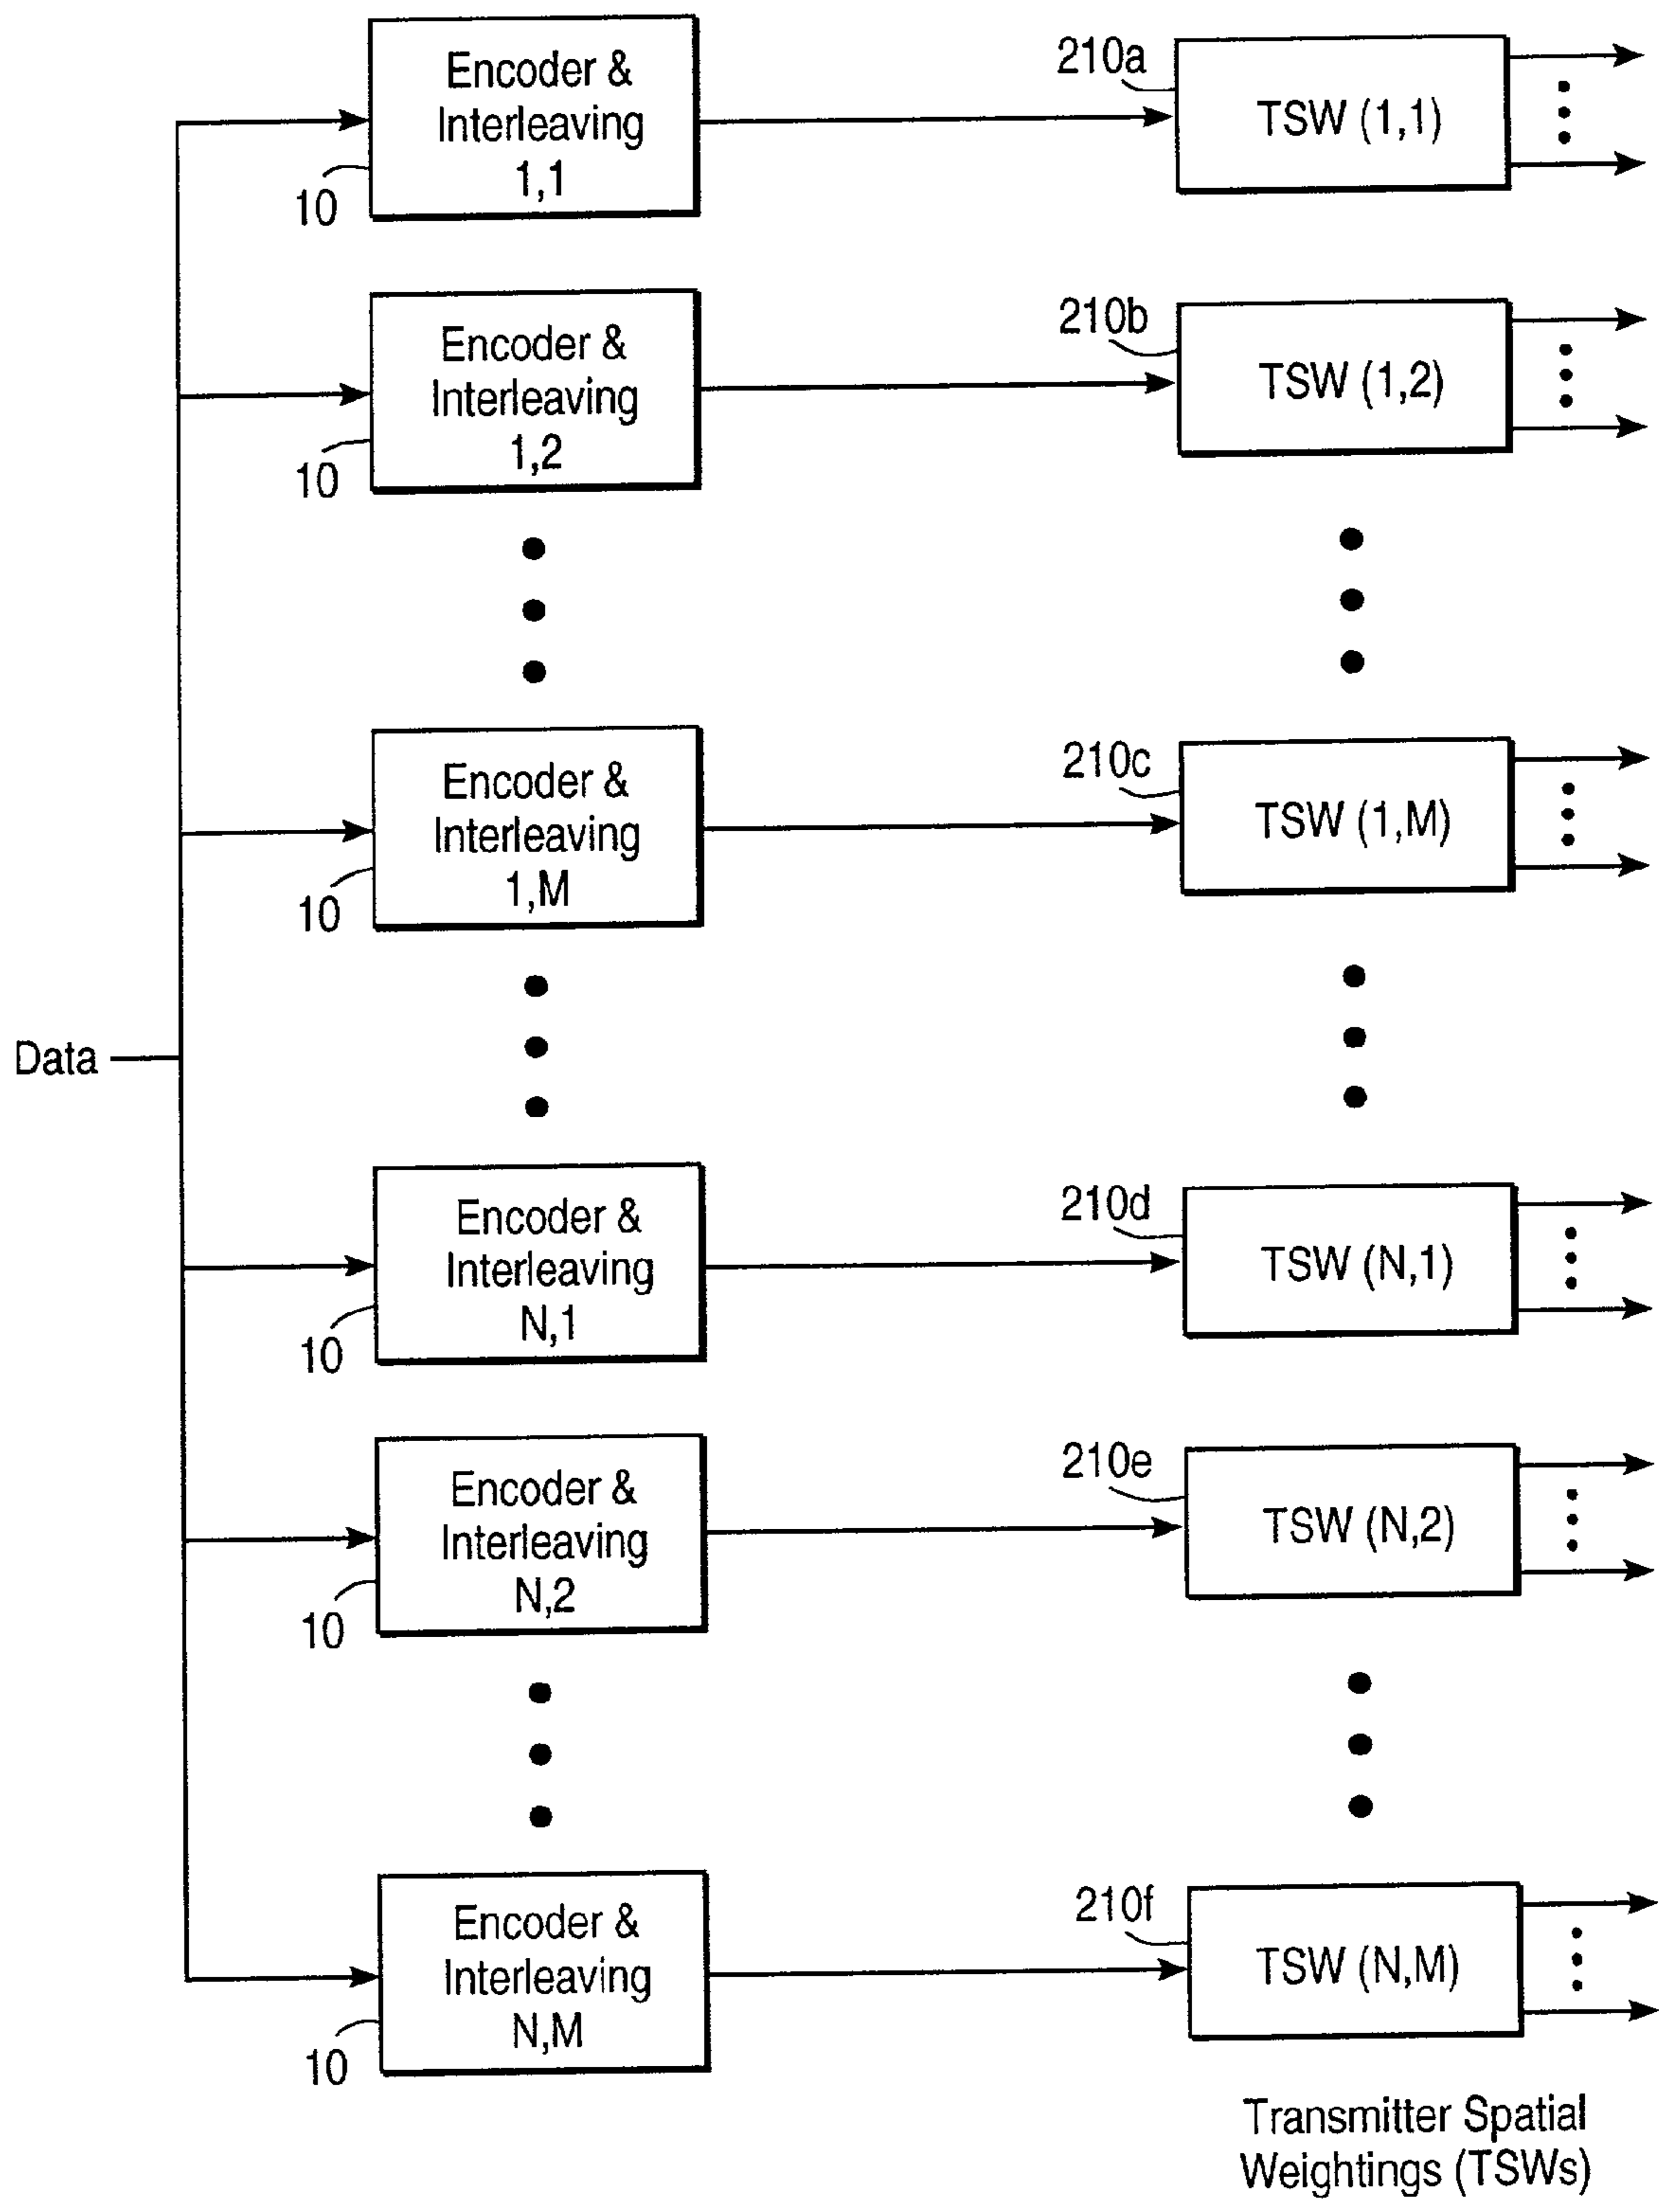 Encoder &
Interleaving
1,1
10
210a
TSW (1,1)
Encoder &
Interleaving
1,2
10
210b
TSW (1,2)
Encoder &
Interleaving
1,M
10
210c
TSW (1,M)
Data
Encoder &
Interleaving
N,1
10
210d
TSW (N,1)
Encoder &
Interleaving
N,2
10
210e
TSW (N,2)
Encoder &
Interleaving
N,M
10
210f
TSW (N,M)
Transmitter Spatial
Weightings (TSWs)